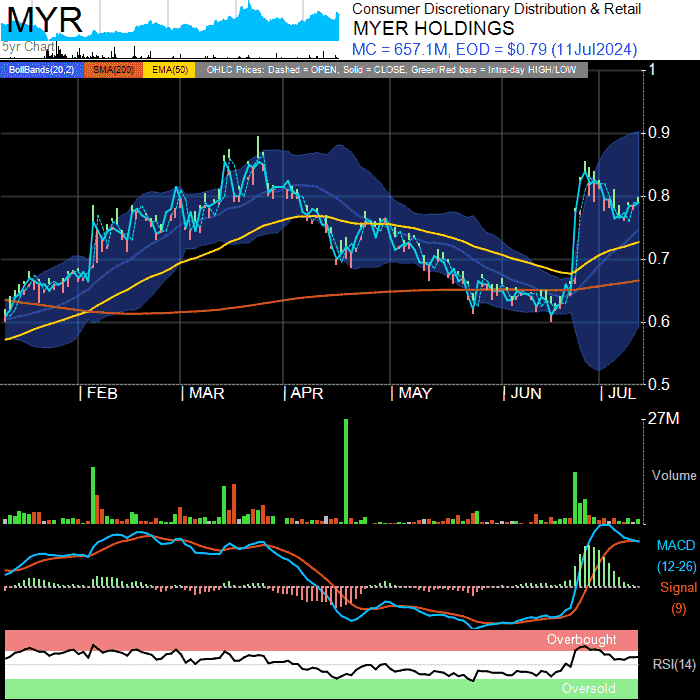 MYR
5yr Chart
Consumer Discretionary Distribution & Retail
MYER HOLDINGS
MC = 657.1M, EOD = $0.79 (11Jul2024)
BollBands(20,2) SMA(200) EMA(50) OHLC Prices: Dashed = OPEN, Solid = CLOSE, Green/Red bars = Intra-day HIGH/LOW
1
0.9
0.8
0.7
0.6
0.5
FEB MAR APR MAY JUN JUL
27M
Volume
MACD
(12-26)
Signal
(9)
Overbought
RSI(14)
Oversold